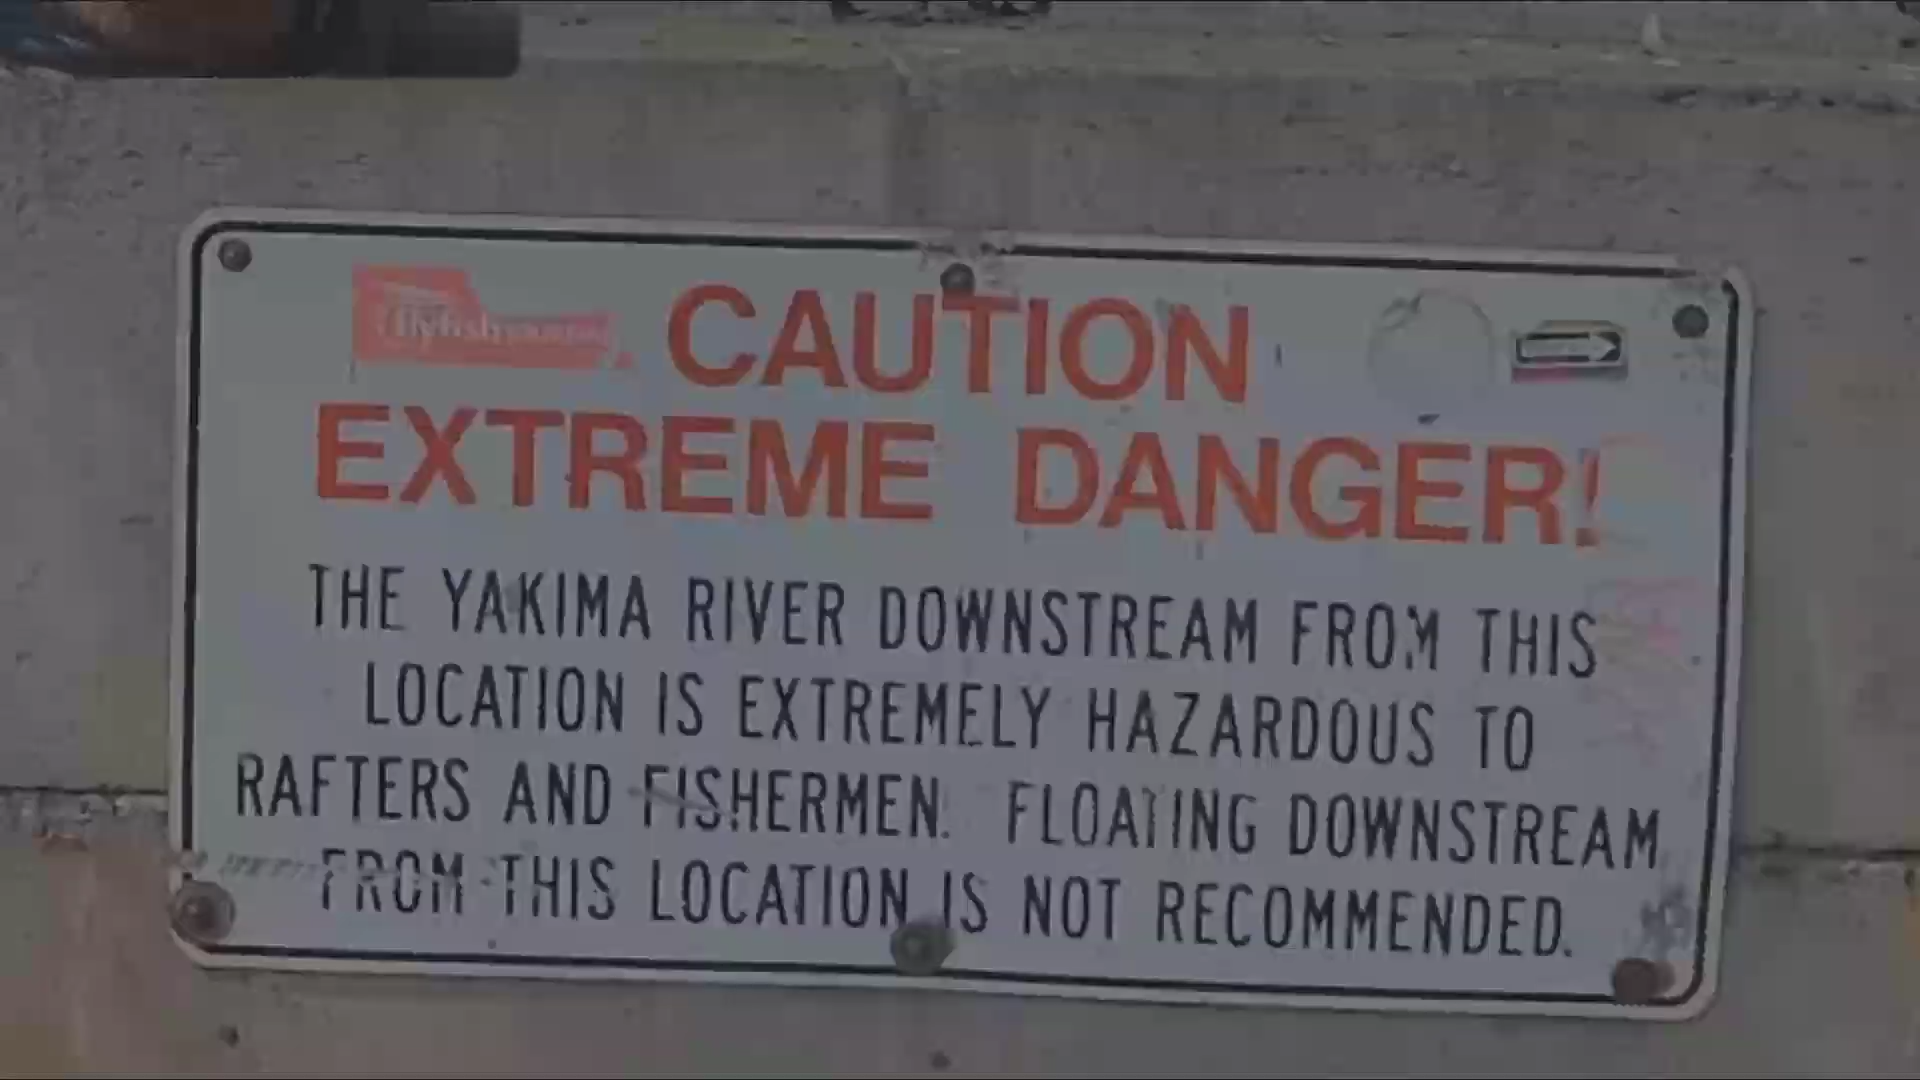 CAUTION
EXTREME DANGER!
THE YAKIMA RIVER DOWNSTREAM FROM THIS
LOCATION IS EXTREMELY HAZARDOUS TO
RAFTERS AND FISHERMEN. FLOATING DOWNSTREAM
FROM THIS LOCATION IS NOT RECOMMENDED.